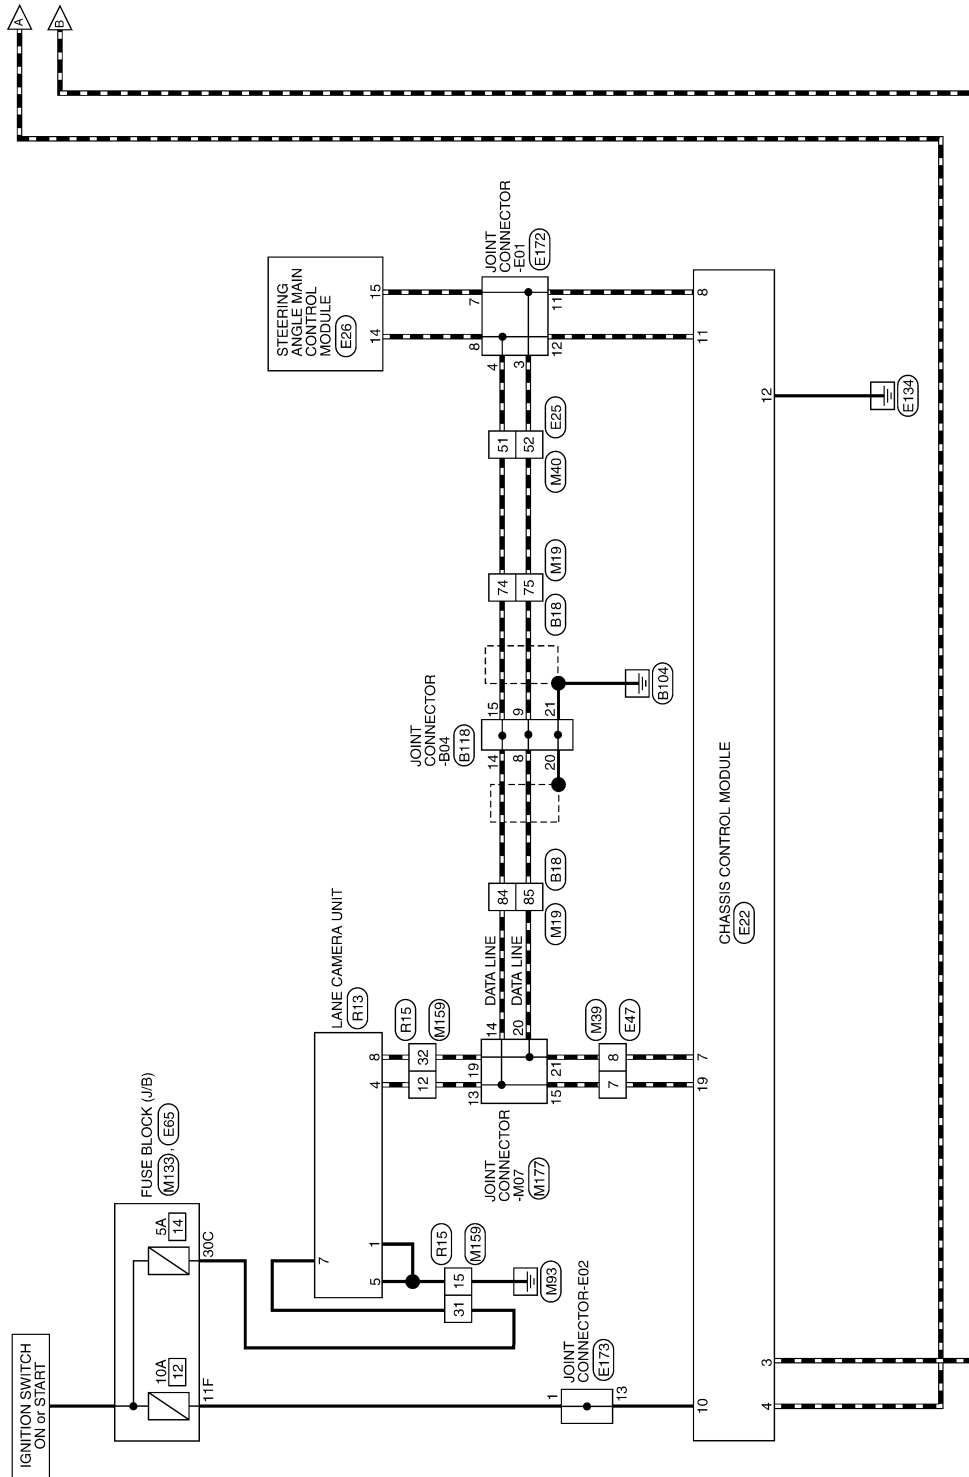 A
B
STEERING
ANGLE MAIN
CONTROL
MODULE
E26
15
14
JOINT
CONNECTOR
-E01
E172
7
8
11
12
4
3
8
11
51
52
E25
M40
12
E134
74
75
M19
B18
JOINT
CONNECTOR
-B04
B118
15
9
21
14
8
20
B104
CHASSIS CONTROL MODULE
E22
84
85
B18
M19
DATA LINE
DATA LINE
LANE CAMERA UNIT
R13
8
4
R15
M159
32
12
14
20
19
13
21
15
M39
E47
8
7
7
19
JOINT
CONNECTOR
-M07
M177
FUSE BLOCK (J/B)
M133 , E65
5A
14
30C
7
1
5
R15
M159
15
31
M93
IGNITION SWITCH
ON or START
10A
12
11F
JOINT
CONNECTOR-E02
E173
1
13
10
3
4